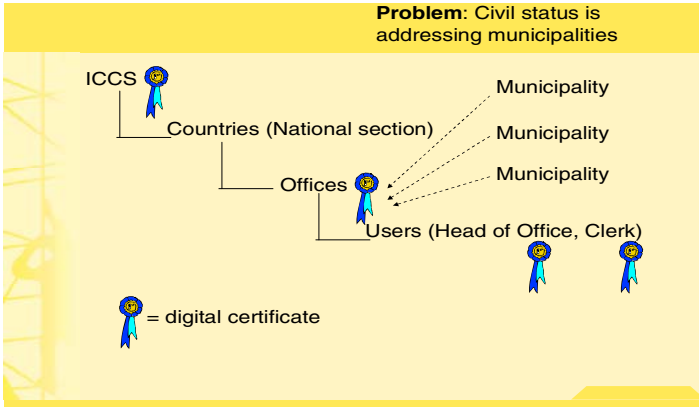 Problem: Civil status is
addressing municipalities
ICCS
Municipality
Countries (National section)
Municipality
Municipality
Offices
Users (Head of Office, Clerk)
= digital certificate